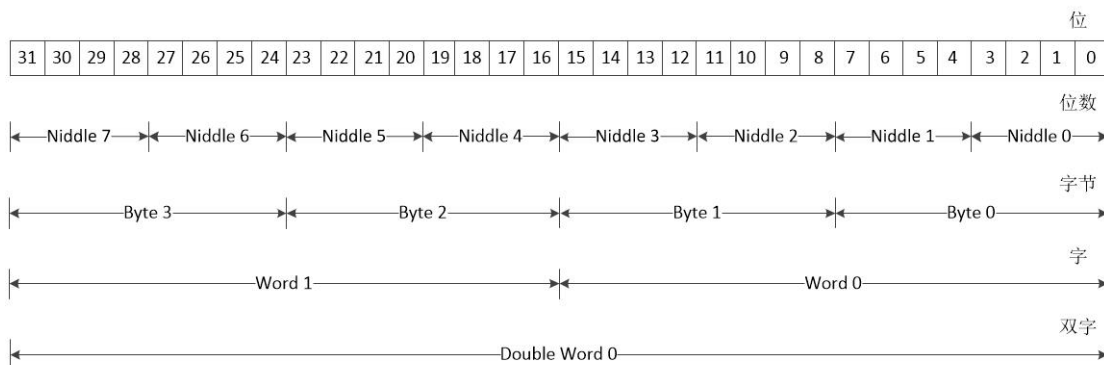 位
31 30 29 28 27 26 25 24 23 22 21 20 19 18 17 16 15 14 13 12 11 10 9 8 7 6 5 4 3 2 1 0
位数
Niddle 7 Niddle 6 Niddle 5 Niddle 4 Niddle 3 Niddle 2 Niddle 1 Niddle 0
字节
Byte 3 Byte 2 Byte 1 Byte 0
字
Word 1 Word 0
双字
Double Word 0